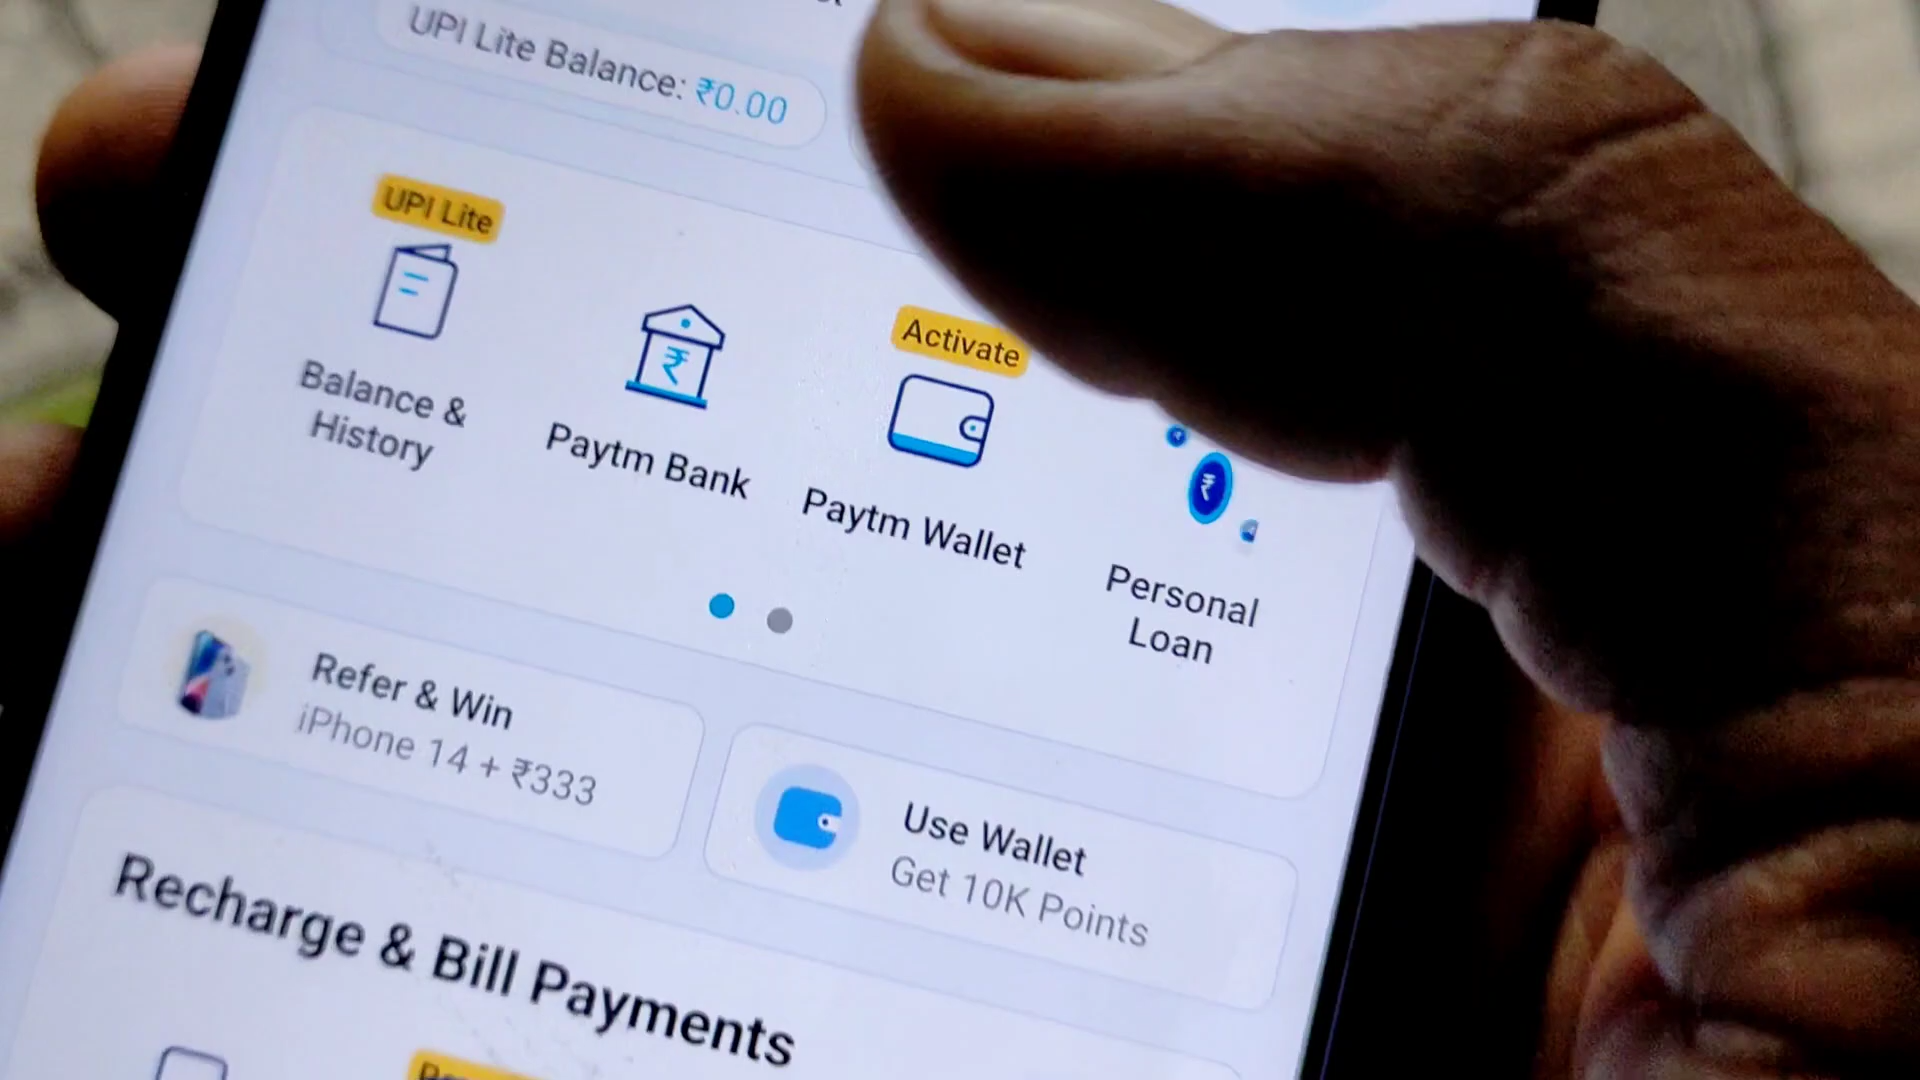 UPI Lite Balance: ₹0.00
UPI Lite
Balance &
History
₹
Paytm Bank
Activate
Paytm Wallet
₹
Personal
Loan
Refer & Win
iPhone 14 + ₹333
Use Wallet
Get 10K Points
Recharge & Bill Payments